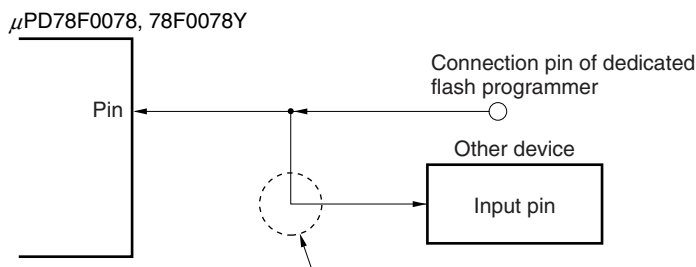 μPD78F0078, 78F0078Y
Connection pin of dedicated
flash programmer
Pin
Other device
Input pin